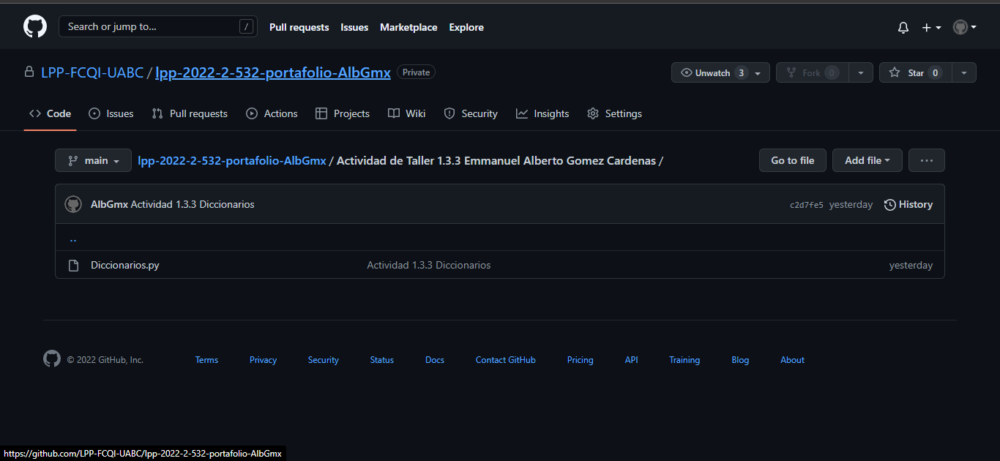 Search or jump to... / Pull requests Issues Marketplace Explore
LPP-FCQI-UABC / lpp-2022-2-532-portafolio-AlbGmx Private Unwatch 3 Fork 0 Star 0
Code Issues Pull requests Actions Projects Wiki Security Insights Settings
main lpp-2022-2-532-portafolio-AlbGmx / Actividad de Taller 1.3.3 Emmanuel Alberto Gomez Cardenas / Go to file Add file ...
AlbGmx Actividad 1.3.3 Diccionarios c2d7fe5 yesterday History
..
Diccionarios.py Actividad 1.3.3 Diccionarios yesterday
© 2022 GitHub, Inc. Terms Privacy Security Status Docs Contact GitHub Pricing API Training Blog About
https://github.com/LPP-FCQI-UABC/lpp-2022-2-532-portafolio-AlbGmx